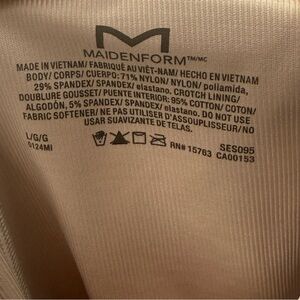 MAIDENFORM™/MC
MADE IN VIETNAM/ FABRIQUÉ AU VIÊT-NAM/ HECHO EN VIETNAM
BODY/ CORPS/ CUERPO: 71% NYLON/ NYLON/ poliamida,
29% SPANDEX/ SPANDEX/ elastano. CROTCH LINING/
DOUBLURE GOUSSET/ PUENTE INTERIOR: 95% COTTON/ COTON/
ALGODÓN, 5% SPANDEX/ SPANDEX/ elastano. DO NOT USE
FABRIC SOFTENER/ NE PAS UTILISER D'ASSOUPLISSEUR/ NO
USAR SUAVIZANTE DE TELAS.
L/G/G SES095
0124MI RN# 15763 CA00153